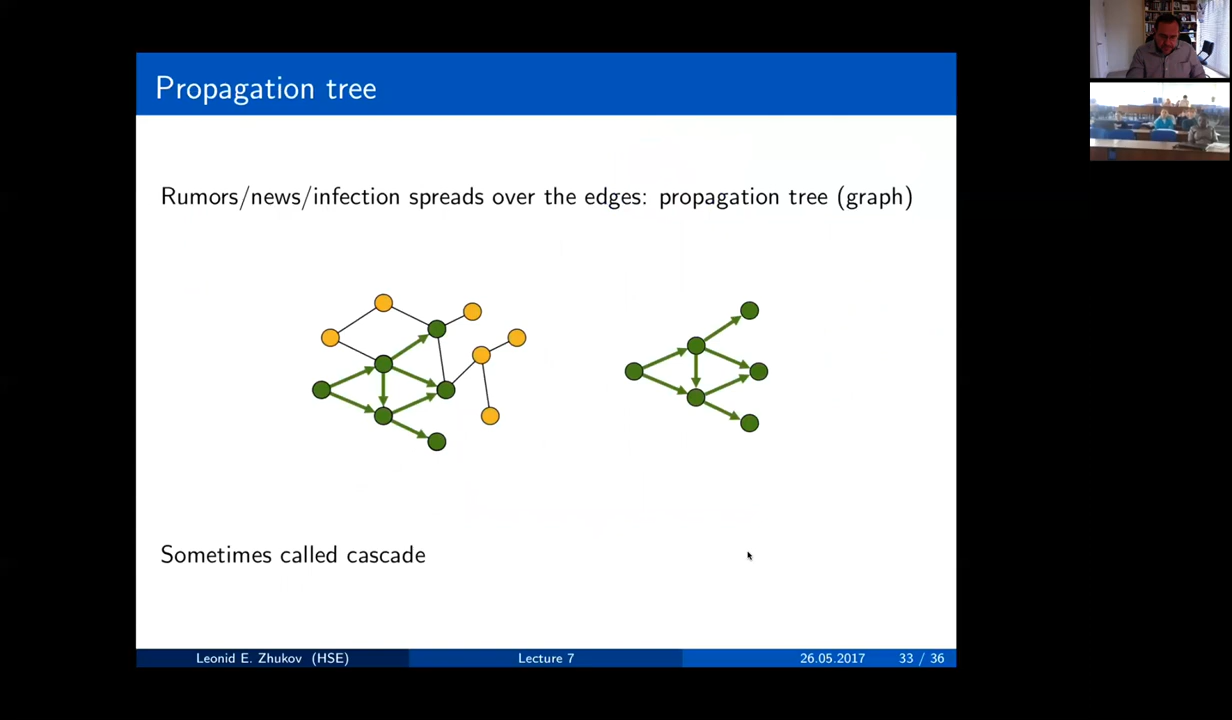 Propagation tree
Rumors/news/infection spreads over the edges: propagation tree (graph)
Sometimes called cascade
Leonid E. Zhukov (HSE)
Lecture 7
26.05.2017
33 / 36